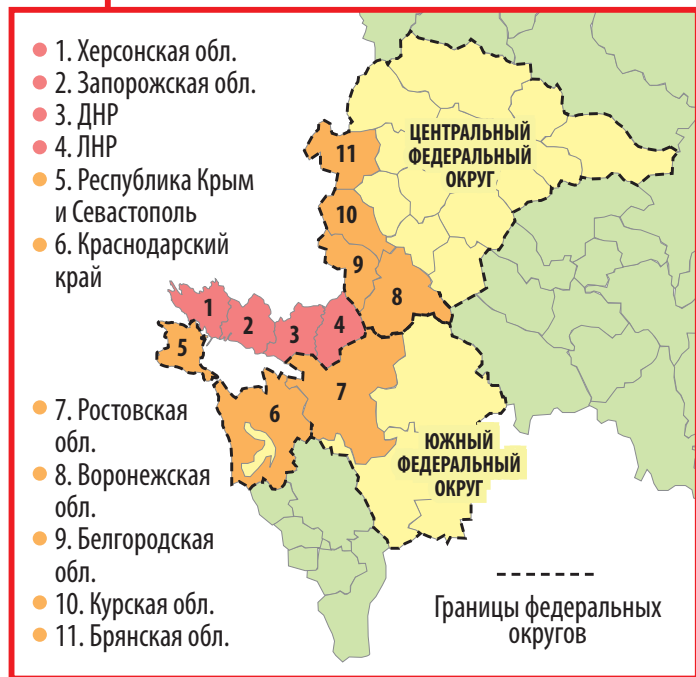 1. Херсонская обл.
2. Запорожская обл.
3. ДНР
4. ЛНР
5. Республика Крым
и Севастополь
6. Краснодарский
край
7. Ростовская
обл.
8. Воронежская
обл.
9. Белгородская
обл.
10. Курская обл.
11. Брянская обл.
ЦЕНТРАЛЬНЫЙ
ФЕДЕРАЛЬНЫЙ
ОКРУГ
11
10
9
8
1
2
3
4
5
6
7
ЮЖНЫЙ
ФЕДЕРАЛЬНЫЙ
ОКРУГ
Границы федеральных
округов